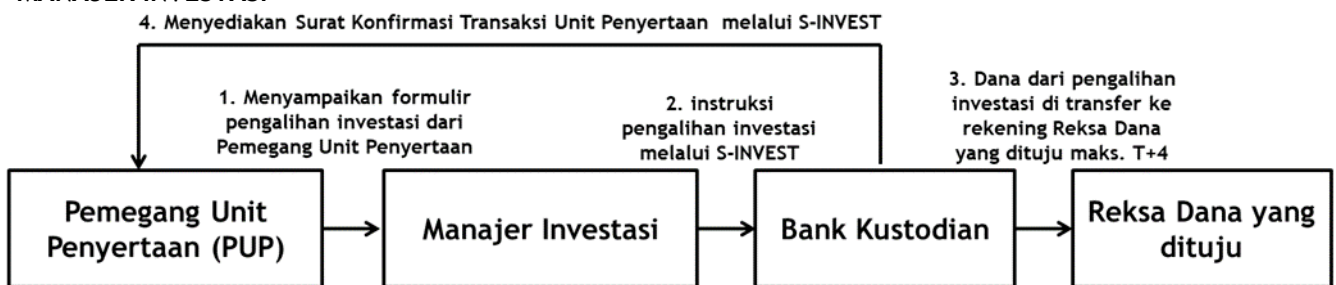 MANAJER INVESTASI
4. Menyediakan Surat Konfirmasi Transaksi Unit Penyertaan melalui S-INVEST
1. Menyampaikan formulir
pengalihan investasi dari
Pemegang Unit Penyertaan
2. instruksi
pengalihan investasi
melalui S-INVEST
3. Dana dari pengalihan
investasi di transfer ke
rekening Reksa Dana
yang dituju maks. T+4
Pemegang Unit
Penyertaan (PUP)
Manajer Investasi
Bank Kustodian
Reksa Dana yang
dituju